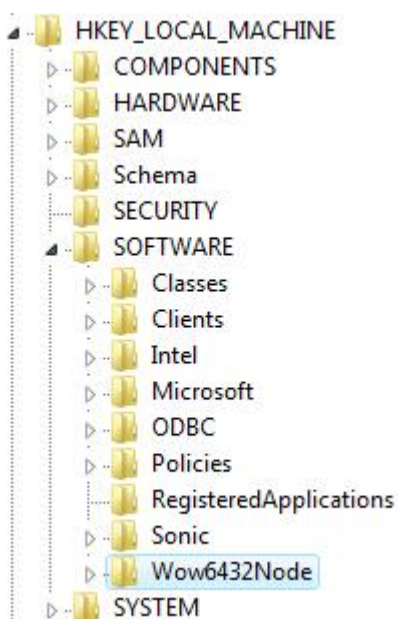 HKEY_LOCAL_MACHINE
COMPONENTS
HARDWARE
SAM
Schema
SECURITY
SOFTWARE
Classes
Clients
Intel
Microsoft
ODBC
Policies
RegisteredApplications
Sonic
Wow6432Node
SYSTEM